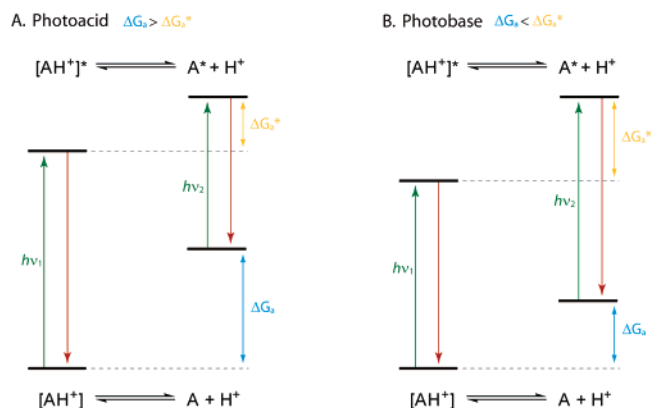 A. Photoacid ΔGₐ > ΔGₐ*
[AH⁺]* ⇌ A* + H⁺
ΔGₐ*
hν₂
hν₁
ΔGₐ
[AH⁺] ⇌ A + H⁺
B. Photobase ΔGₐ < ΔGₐ*
[AH⁺]* ⇌ A* + H⁺
ΔGₐ*
hν₂
hν₁
ΔGₐ
[AH⁺] ⇌ A + H⁺